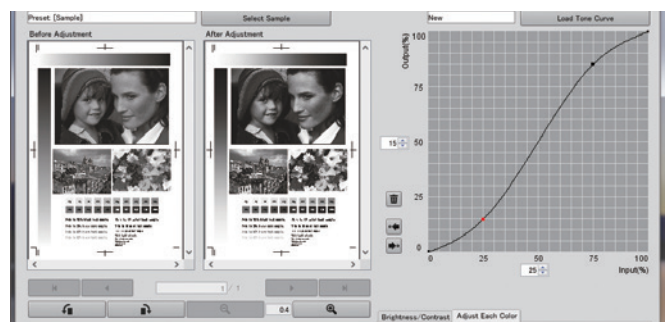 Preset: [Sample]
Select Sample
New
Load Tone Curve
Before Adjustment
After Adjustment
Output(%)
100
75
15
50
25
0
0
25
50
75
100
25
Input(%)
1 / 1
0.4
Brightness/Contrast
Adjust Each Color